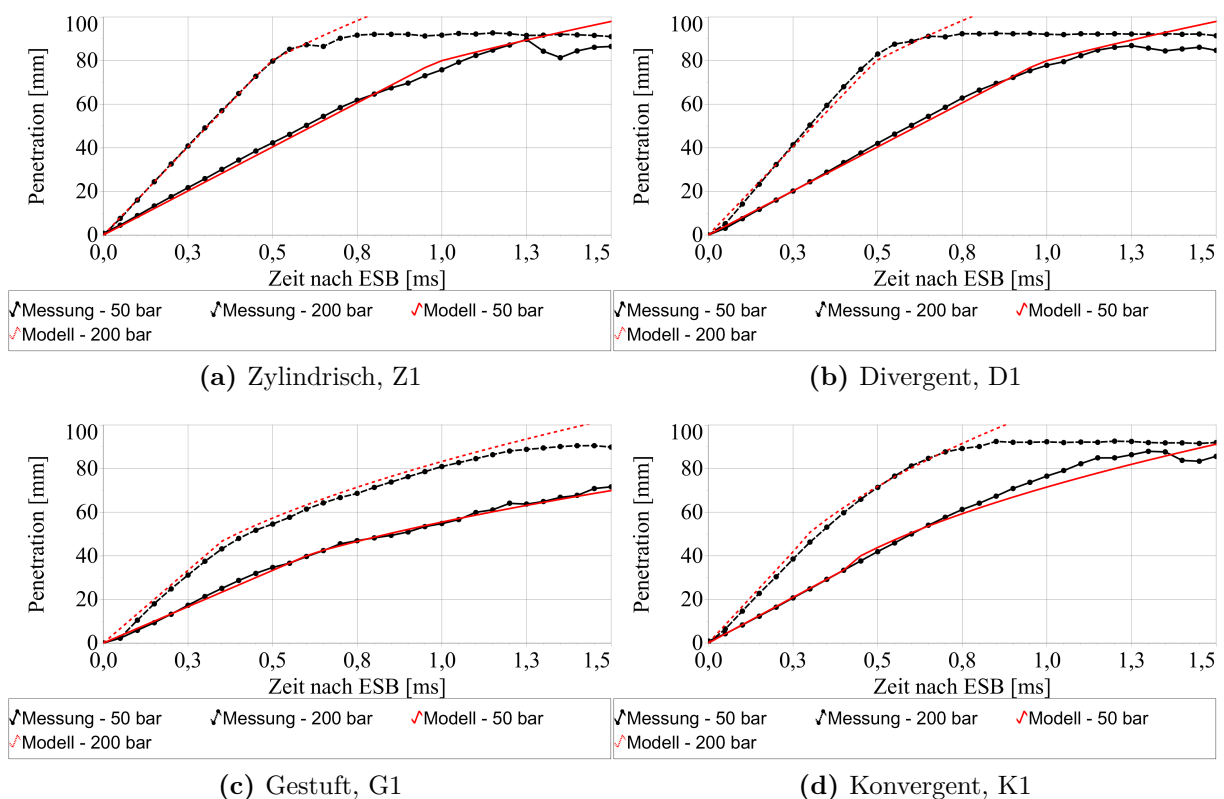 100
80
60
40
20
0
Penetration [mm]
0,0 0,3 0,5 0,8 1,0 1,3 1,5
Zeit nach ESB [ms]
Messung - 50 bar Messung - 200 bar Modell - 50 bar
Modell - 200 bar
(a) Zylindrisch, Z1
100
80
60
40
20
0
Penetration [mm]
0,0 0,3 0,5 0,8 1,0 1,3 1,5
Zeit nach ESB [ms]
Messung - 50 bar Messung - 200 bar Modell - 50 bar
Modell - 200 bar
(b) Divergent, D1
100
80
60
40
20
0
Penetration [mm]
0,0 0,3 0,5 0,8 1,0 1,3 1,5
Zeit nach ESB [ms]
Messung - 50 bar Messung - 200 bar Modell - 50 bar
Modell - 200 bar
(c) Gestuft, G1
100
80
60
40
20
0
Penetration [mm]
0,0 0,3 0,5 0,8 1,0 1,3 1,5
Zeit nach ESB [ms]
Messung - 50 bar Messung - 200 bar Modell - 50 bar
Modell - 200 bar
(d) Konvergent, K1